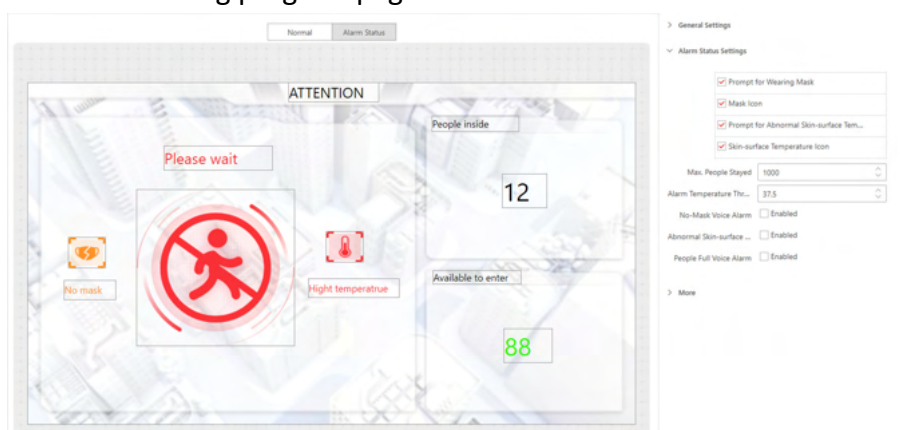 Normal Alarm Status
ATTENTION
Please wait
No mask
Hight temperatrue
People inside
12
Available to enter
88
General Settings
Alarm Status Settings
Prompt for Wearing Mask
Mask Icon
Prompt for Abnormal Skin-surface Tem...
Skin-surface Temperature Icon
Max. People Stayed 1000
Alarm Temperature Thr... 37.5
No-Mask Voice Alarm Enabled
Abnormal Skin-surface ... Enabled
People Full Voice Alarm Enabled
More